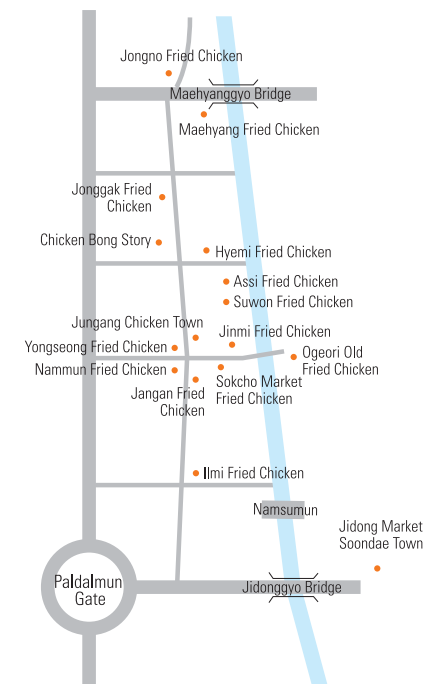 Jongno Fried Chicken
Maehyanggyo Bridge
Maehyang Fried Chicken
Jonggak Fried
Chicken
Chicken Bong Story
Hyemi Fried Chicken
Assi Fried Chicken
Suwon Fried Chicken
Jungang Chicken Town
Jinmi Fried Chicken
Yongseong Fried Chicken
Ogeori Old
Fried Chicken
Nammun Fried Chicken
Jangan Fried
Chicken
Sokcho Market
Fried Chicken
Ilmi Fried Chicken
Namsumun
Jidong Market
Soondae Town
Paldalmun
Gate
Jidonggyo Bridge